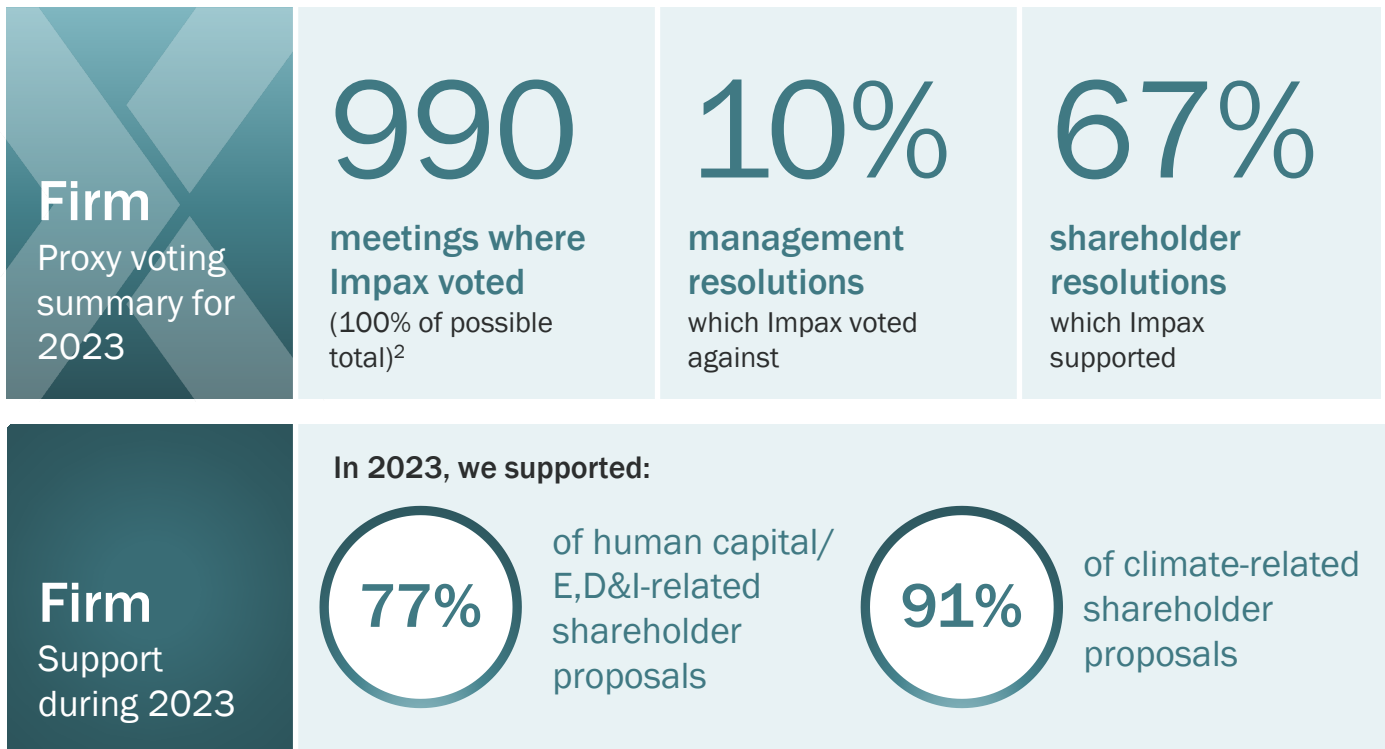 Firm
Proxy voting
summary for
2023
990
meetings where
Impax voted
(100% of possible
total)2
10%
management
resolutions
which Impax voted
against
67%
shareholder
resolutions
which Impax
supported
Firm
Support
during 2023
In 2023, we supported:
77%
of human capital/
E,D&I-related
shareholder
proposals
91%
of climate-related
shareholder
proposals